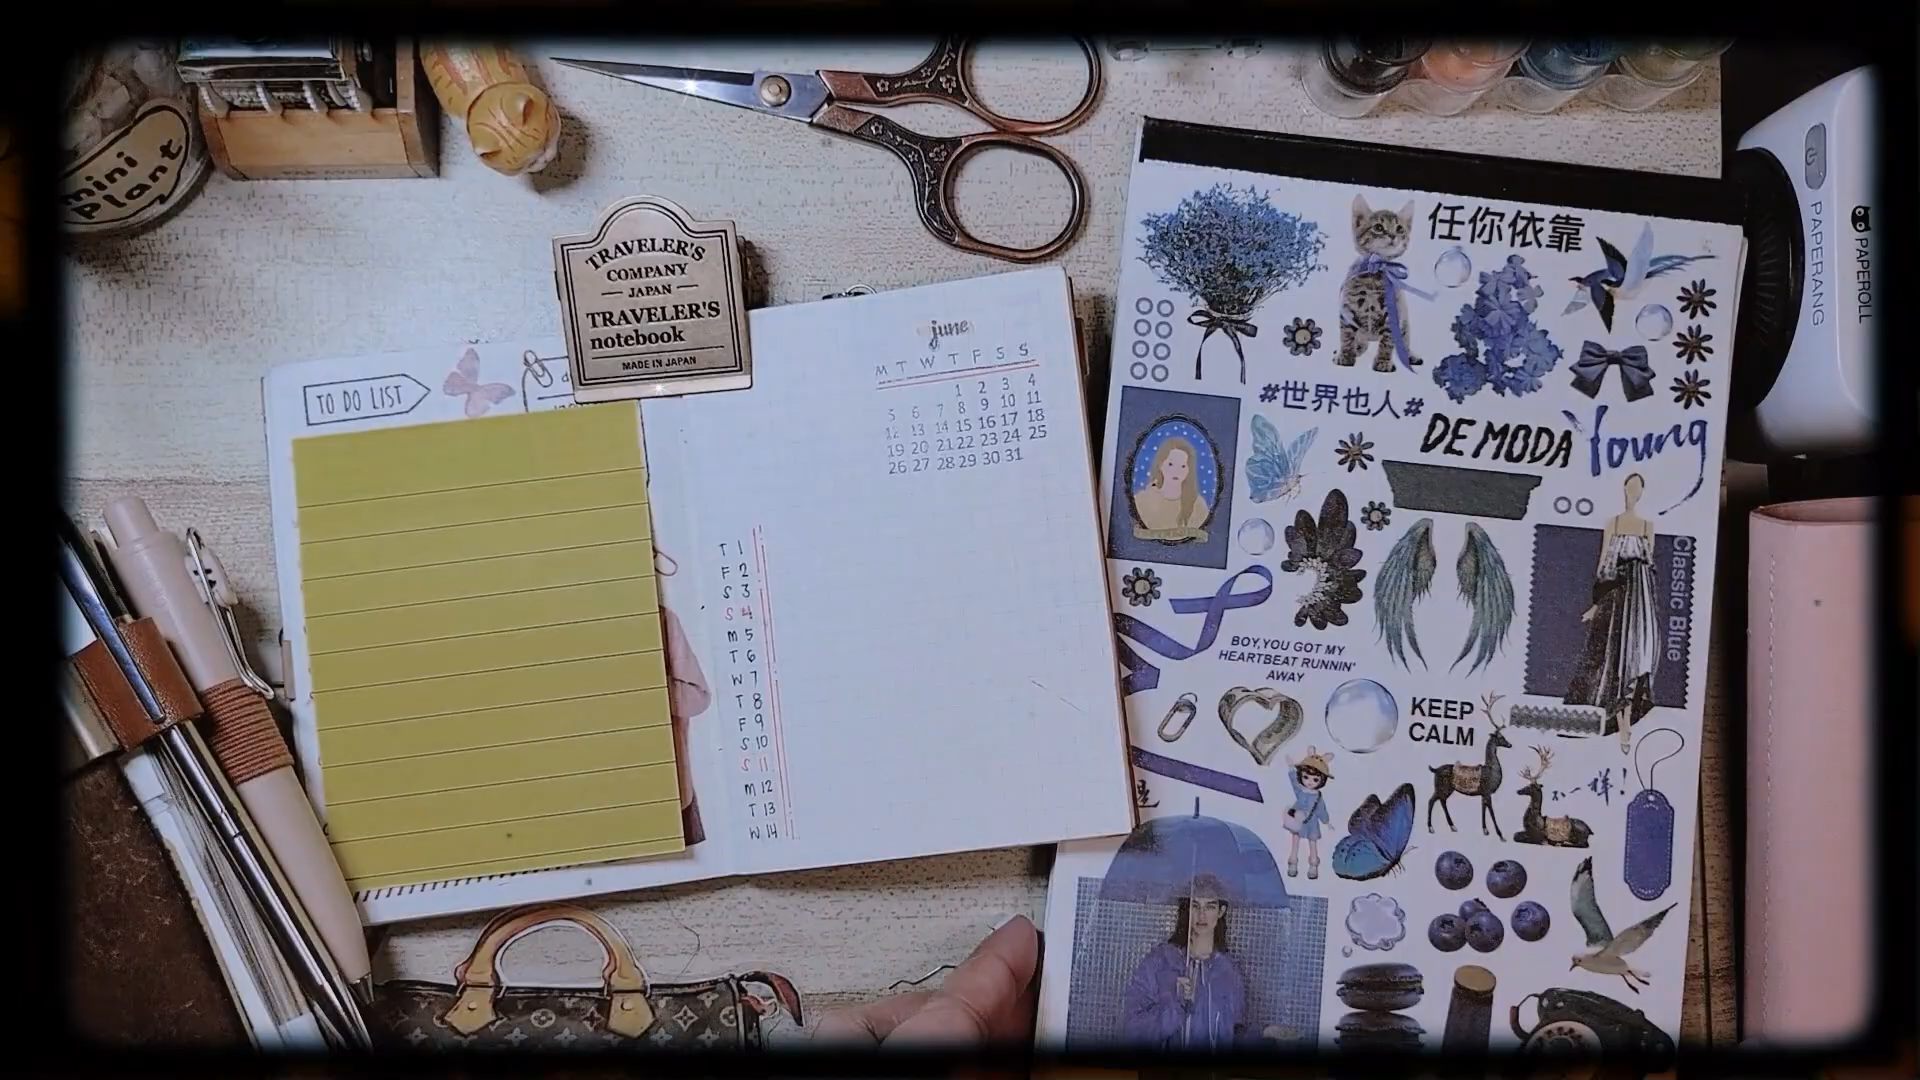 mini
plant
TRAVELER'S
COMPANY
JAPAN
TRAVELER'S
notebook
MADE IN JAPAN
TO DO LIST
june
M T W T F S S
1 2 3 4
5 6 7 8 9 10 11
12 13 14 15 16 17 18
19 20 21 22 23 24 25
26 27 28 29 30 31
T 1
F 2
S 3
S 4
M 5
T 6
W 7
T 8
F 9
S 10
S 11
M 12
T 13
W 14
任你依靠
#世界也人#
DE MODA
Young
Classic Blue
BOY,YOU GOT MY
HEARTBEAT RUNNIN'
AWAY
KEEP
CALM
不一样!
PAPERANG
PAPEROLL